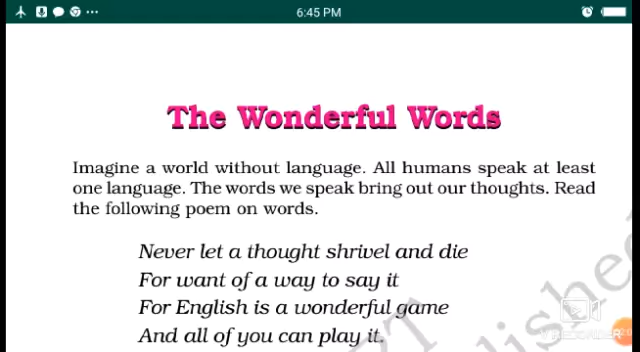 6:45 PM
The Wonderful Words
Imagine a world without language. All humans speak at least
one language. The words we speak bring out our thoughts. Read
the following poem on words.
Never let a thought shrivel and die
For want of a way to say it
For English is a wonderful game
And all of you can play it.